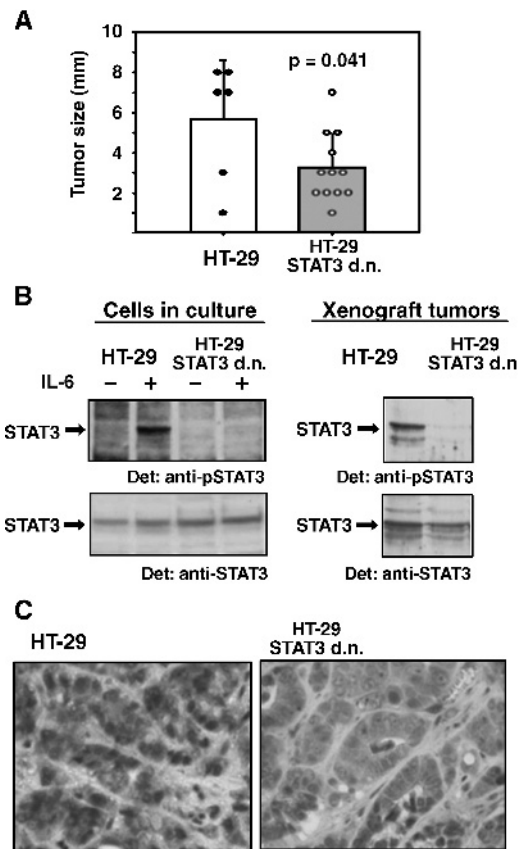 A
10
8
6
4
2
Tumor size (mm)
p = 0.041
HT-29
HT-29
STAT3 d.n.
B
Cells in culture
Xenograft tumors
HT-29
HT-29
STAT3 d.n.
HT-29
HT-29
STAT3 d.n.
IL-6
– + – +
STAT3
STAT3
Det: anti-pSTAT3
Det: anti-pSTAT3
STAT3
STAT3
Det: anti-STAT3
Det: anti-STAT3
C
HT-29
HT-29
STAT3 d.n.